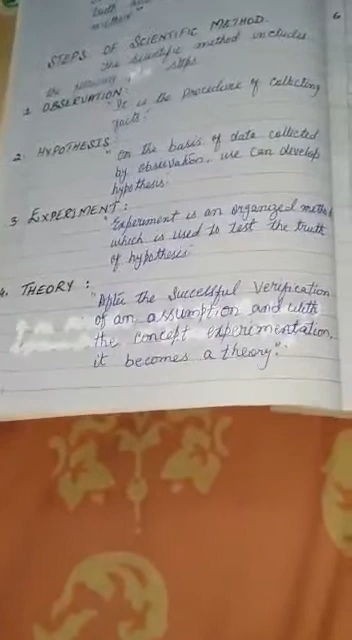 truth
6
STEPS OF SCIENTIFIC METHOD.
The scientific method includes
the following steps
1. OBSERVATION:
"It is the procedure of collecting
facts."
2. HYPOTHESIS:
"On the basis of data collected
by observation, we can develop
hypothesis.
3. EXPERIMENT:
"Experiment is an organized method
which is used to test the truth
of hypothesis.
4. THEORY:
"After the successful verification
of an assumption and with
the concept experimentation,
it becomes a theory."